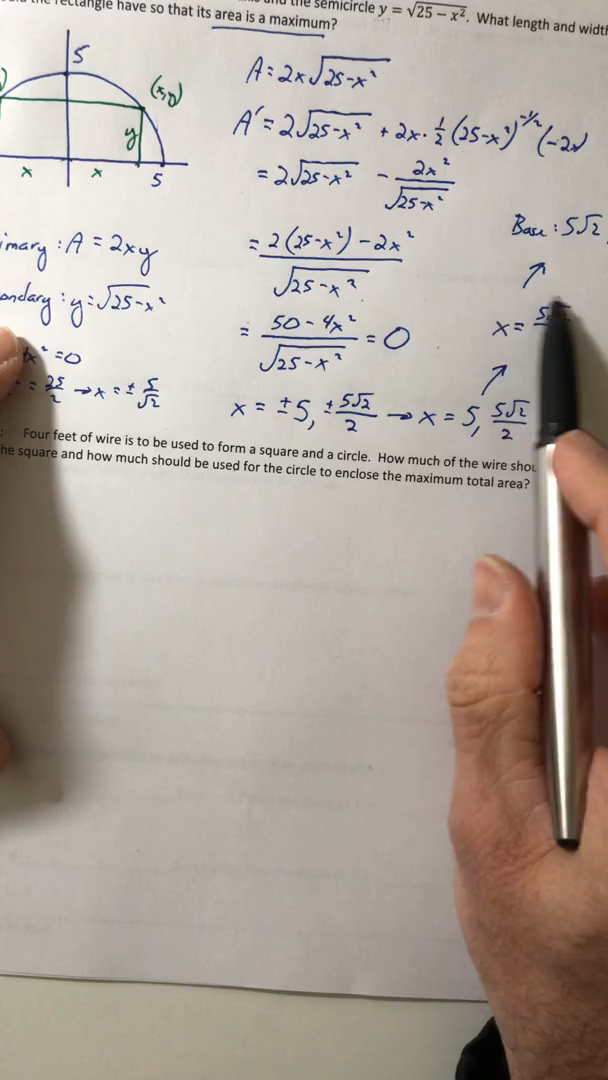 rectangle have so that its area is a maximum?
and the semicircle y = √25 − x². What length and width
5
(x,y)
y
x x 5
A = 2x√25-x²
A' = 2√25-x² + 2x · 1/2 (25-x²)^-1/2 (-2x)
= 2√25-x² - 2x²/√25-x²
= 2(25-x²) - 2x²/√25-x²
= 50 - 4x²/√25-x² = 0
x = ±5, ±5√2/2 → x = 5, 5√2/2
x =
Base : 5√2
: A = 2xy
: y = √25-x²
x² = 0
= 25/2 → x = ± 5/√2
Four feet of wire is to be used to form a square and a circle. How much of the wire
square and how much should be used for the circle to enclose the maximum total area?